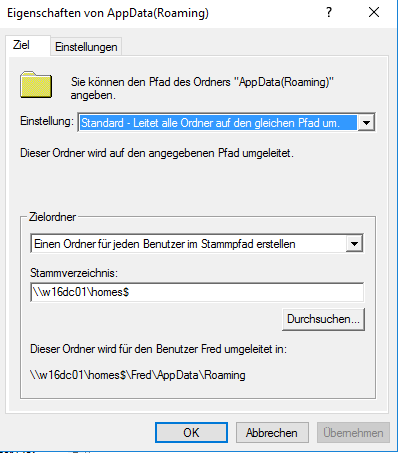 Eigenschaften von AppData(Roaming)
?
Ziel
Einstellungen
Sie können den Pfad des Ordners "AppData(Roaming)"
angeben.
Einstellung:
Standard - Leitet alle Ordner auf den gleichen Pfad um.
Dieser Ordner wird auf den angegebenen Pfad umgeleitet.
Zielordner
Einen Ordner für jeden Benutzer im Stammpfad erstellen
Stammverzeichnis:
\\w16dc01\homes$
Durchsuchen...
Dieser Ordner wird für den Benutzer Fred umgeleitet in:
\\w16dc01\homes$\Fred\AppData\Roaming
OK
Abbrechen
Übernehmen